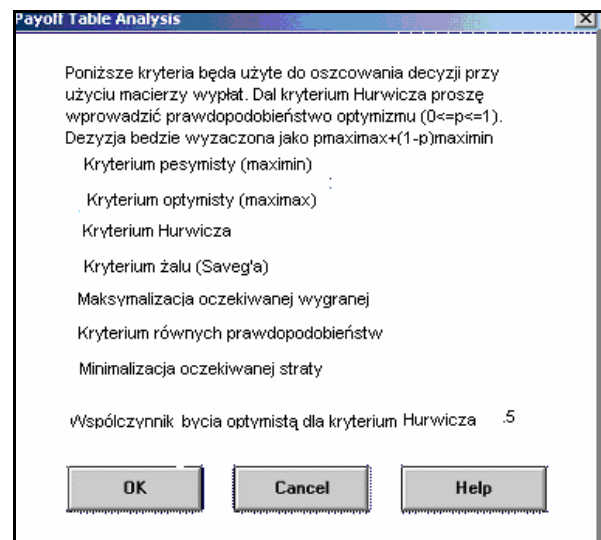 Payoff Table Analysis
Poniższe kryteria będa użyte do oszcowania decyzji przy
użyciu macierzy wypłat. Dal kryterium Hurwicza proszę
wprowadzić prawdopodobieństwo optymizmu (0<=p<=1).
Dezyzja bedzie wyzaczona jako pmaximax+(1-p)maximin
Kryterium pesymisty (maximin)
Kryterium optymisty (maximax)
Kryterium Hurwicza
Kryterium żalu (Saveg'a)
Maksymalizacja oczekiwanej wygranej
Kryterium równych prawdopodobieństw
Minimalizacja oczekiwanej straty
Wspólczynnik bycia optymistą dla kryterium Hurwicza .5
OK Cancel Help